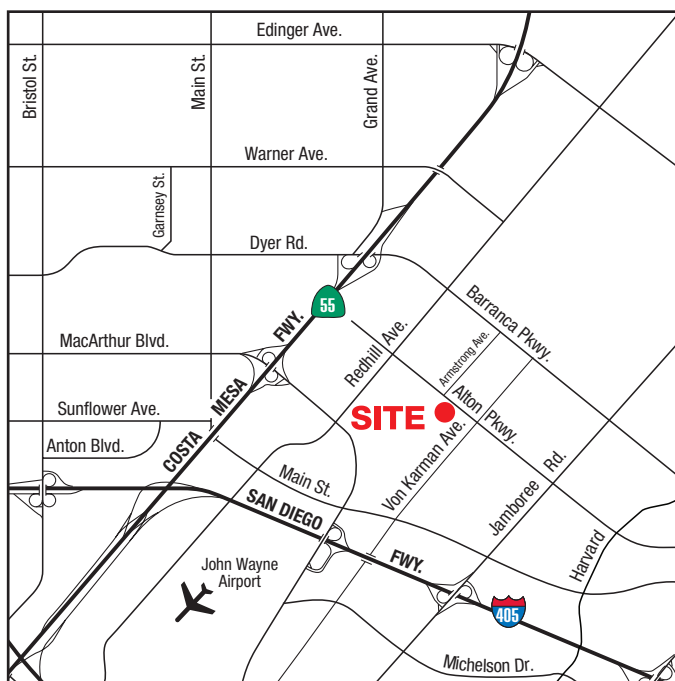 Edinger Ave.
Bristol St.
Main St.
Grand Ave.
Warner Ave.
Garnsey St.
Dyer Rd.
55
Barranca Pkwy.
MacArthur Blvd.
COSTA MESA FWY.
Redhill Ave.
Armstrong Ave.
Alton Pkwy.
Sunflower Ave.
SITE
Anton Blvd.
Von Karman Ave.
Main St.
Jamboree Rd.
SAN DIEGO FWY.
Harvard
John Wayne
Airport
405
Michelson Dr.